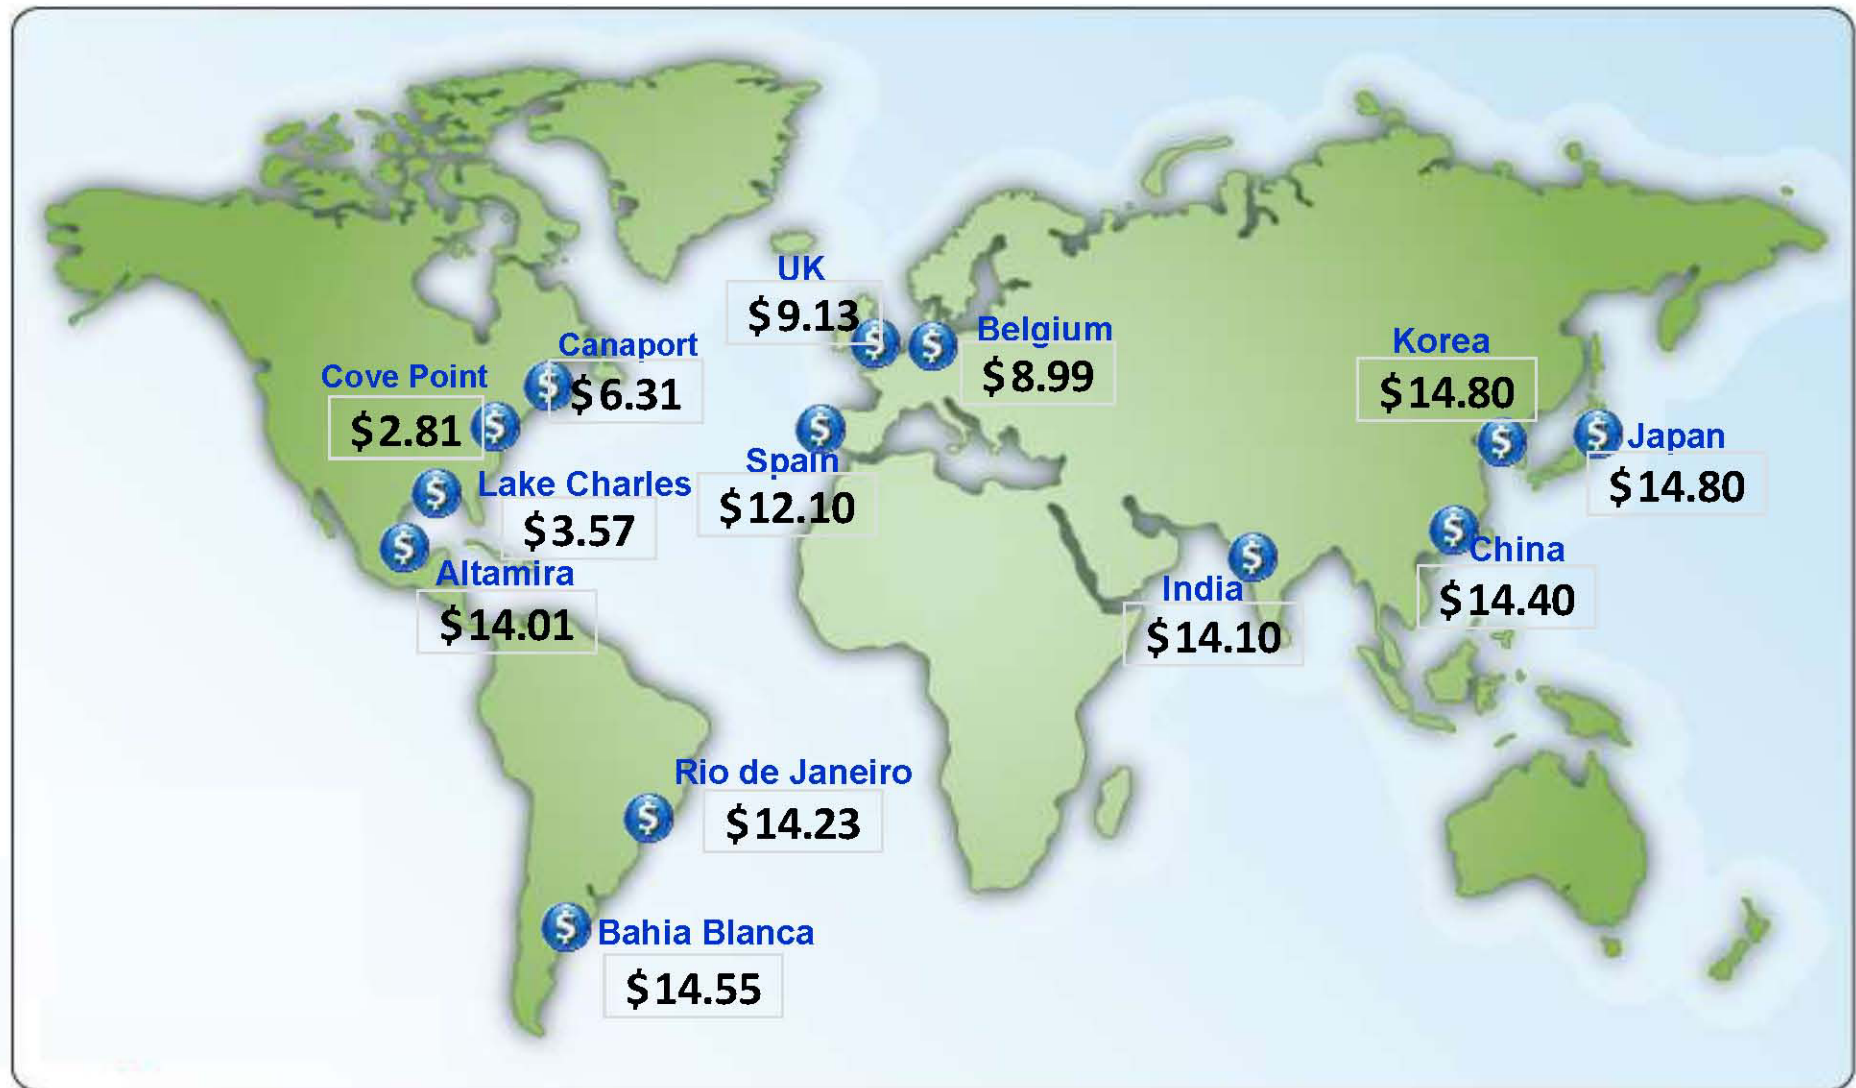 UK
$9.13
Belgium
$8.99
Canaport
$6.31
Cove Point
$2.81
Korea
$14.80
Japan
$14.80
Spain
$12.10
Lake Charles
$3.57
Altamira
$14.01
India
$14.10
China
$14.40
Rio de Janeiro
$14.23
Bahia Blanca
$14.55